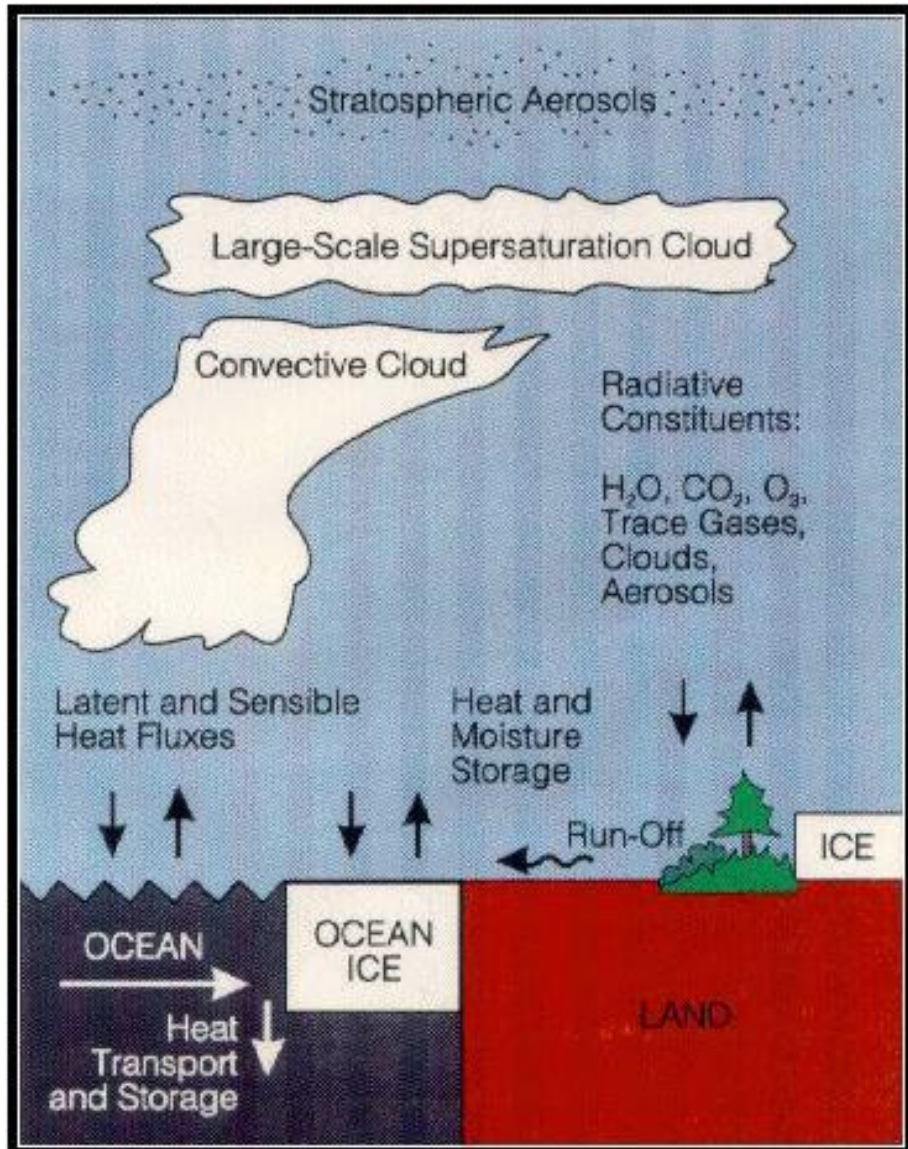 Stratospheric Aerosols
Large-Scale Supersaturation Cloud
Convective Cloud
Radiative
Constituents:
H₂O, CO₂, O₃,
Trace Gases,
Clouds,
Aerosols
Latent and Sensible
Heat Fluxes
Heat and
Moisture
Storage
Run-Off
ICE
OCEAN
OCEAN
ICE
LAND
Heat
Transport
and Storage